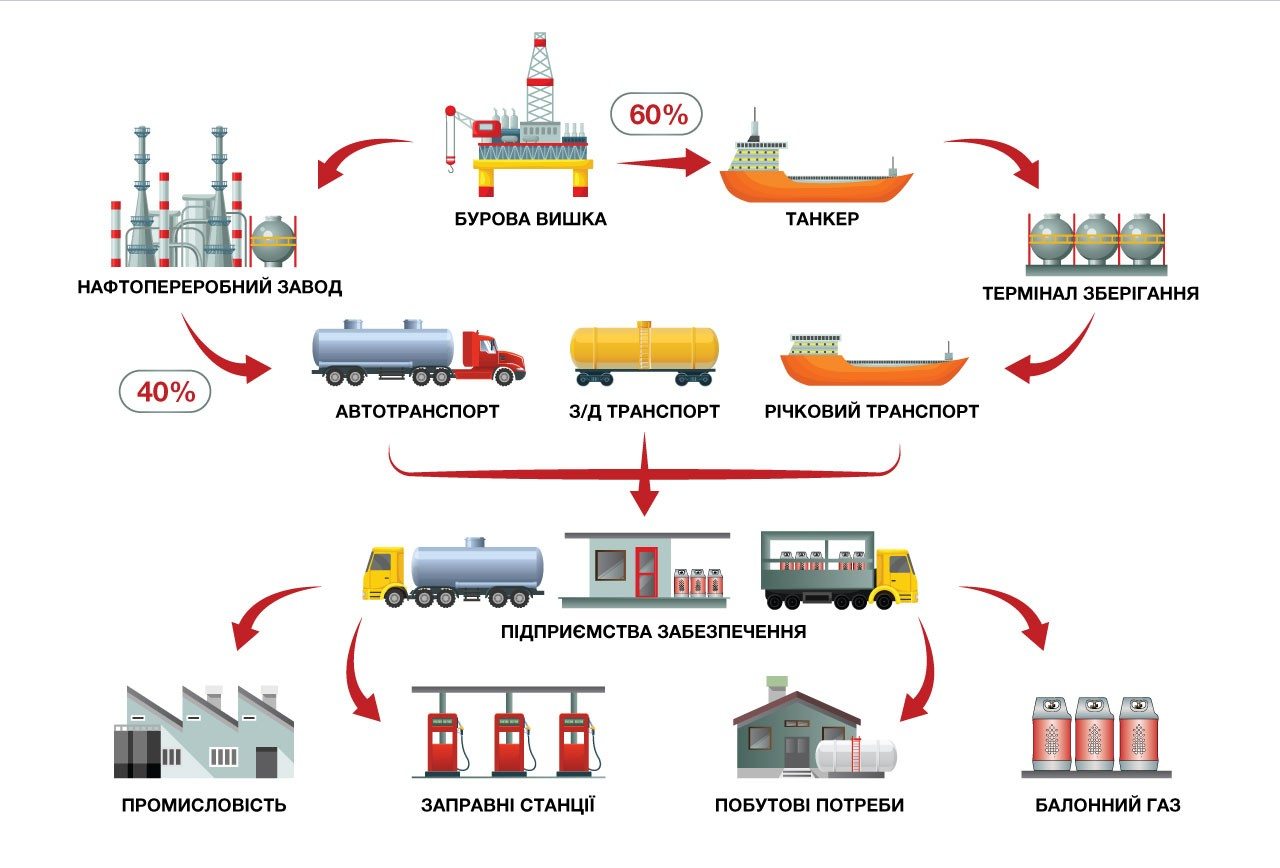 60%
БУРОВА ВИШКА
ТАНКЕР
НАФТОПЕРЕРОБНИЙ ЗАВОД
ТЕРМІНАЛ ЗБЕРІГАННЯ
40%
АВТОТРАНСПОРТ
З/Д ТРАНСПОРТ
РІЧКОВИЙ ТРАНСПОРТ
ПІДПРИЄМСТВА ЗАБЕЗПЕЧЕННЯ
ПРОМИСЛОВІСТЬ
ЗАПРАВНІ СТАНЦІЇ
ПОБУТОВІ ПОТРЕБИ
БАЛОННИЙ ГАЗ